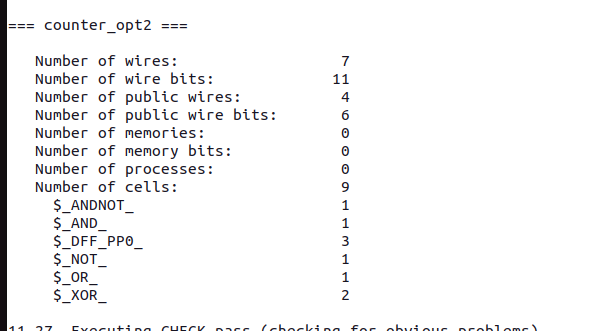 === counter_opt2 ===
Number of wires: 7
Number of wire bits: 11
Number of public wires: 4
Number of public wire bits: 6
Number of memories: 0
Number of memory bits: 0
Number of processes: 0
Number of cells: 9
$_ANDNOT_ 1
$_AND_ 1
$_DFF_PP0_ 3
$_NOT_ 1
$_OR_ 1
$_XOR_ 2
11.27. Executing CHECK pass (checking for obvious problems).